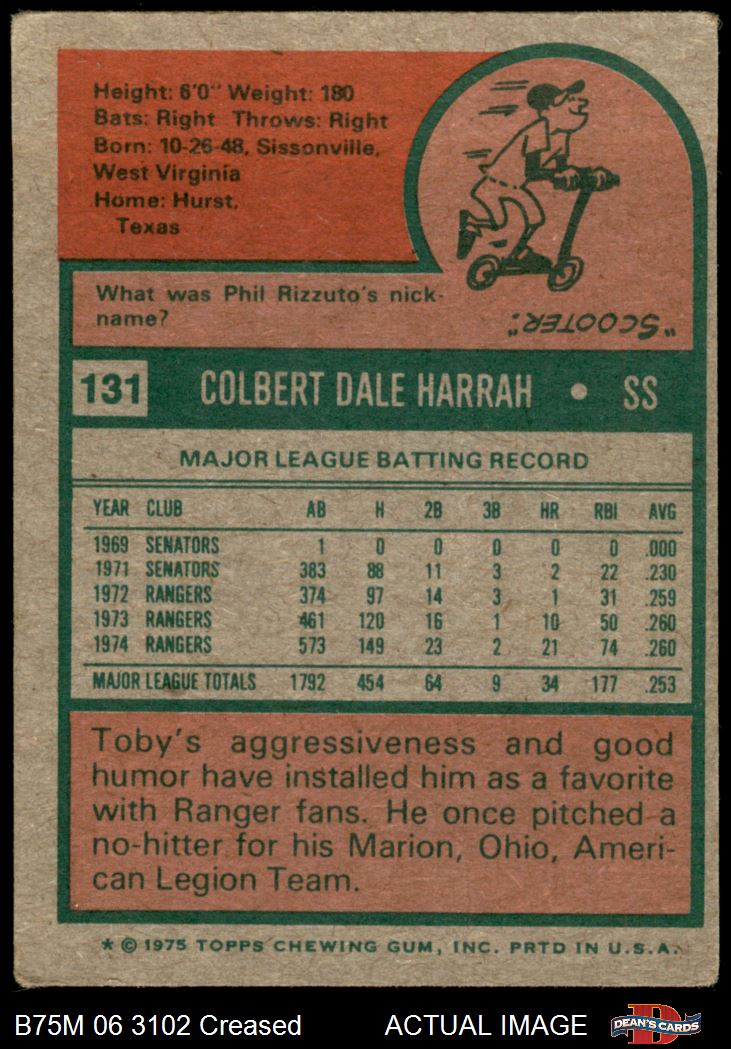 Height: 6'0" Weight: 180
Bats: Right Throws: Right
Born: 10-26-48, Sissonville,
West Virginia
Home: Hurst,
Texas
What was Phil Rizzuto's nick-
name?
"SCOOTER".
131 COLBERT DALE HARRAH • SS
MAJOR LEAGUE BATTING RECORD
YEAR CLUB AB H 2B 3B HR RBI AVG
1969 SENATORS 1 0 0 0 0 0 .000
1971 SENATORS 383 88 11 3 2 22 .230
1972 RANGERS 374 97 14 3 1 31 .259
1973 RANGERS 461 120 16 1 10 50 .260
1974 RANGERS 573 149 23 2 21 74 .260
MAJOR LEAGUE TOTALS 1792 454 64 9 34 177 .253
Toby's aggressiveness and good
humor have installed him as a favorite
with Ranger fans. He once pitched a
no-hitter for his Marion, Ohio, Ameri-
can Legion Team.
* © 1975 TOPPS CHEWING GUM, INC. PRTD IN U.S.A.
B75M 06 3102 Creased ACTUAL IMAGE DEAN'S CARDS